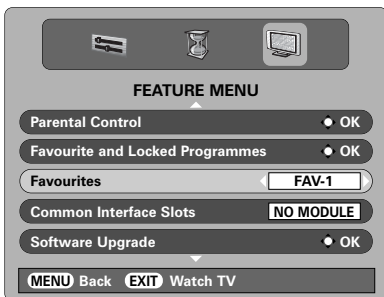 FEATURE MENU
Parental Control OK
Favourite and Locked Programmes OK
Favourites FAV-1
Common Interface Slots NO MODULE
Software Upgrade OK
MENU Back EXIT Watch TV